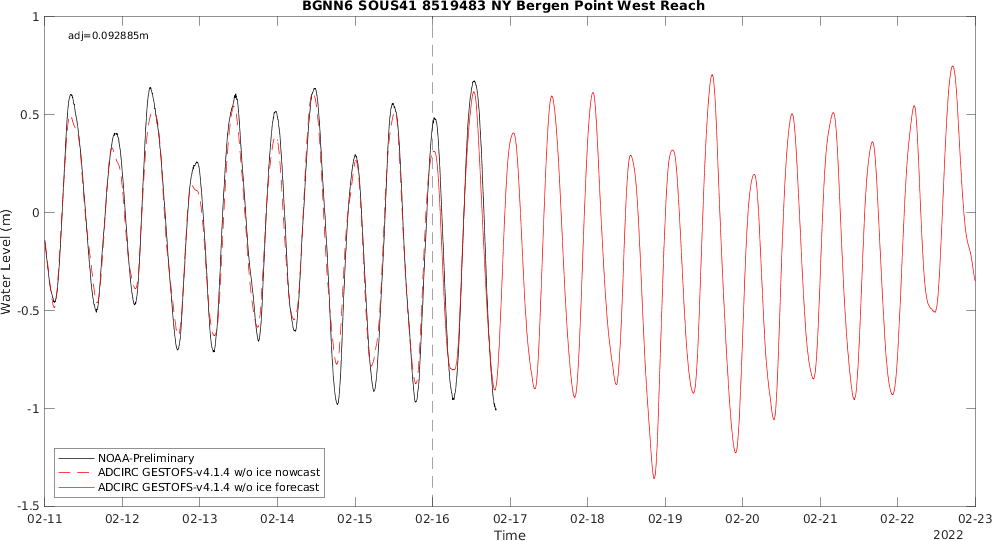 BGNN6 SOUS41 8519483 NY Bergen Point West Reach
adj=0.092885m
1
0.5
0
-0.5
-1
-1.5
Water Level (m)
NOAA-Preliminary
ADCIRC GESTOFS-v4.1.4 w/o ice nowcast
ADCIRC GESTOFS-v4.1.4 w/o ice forecast
02-11 02-12 02-13 02-14 02-15 02-16 02-17 02-18 02-19 02-20 02-21 02-22 02-23
Time
2022